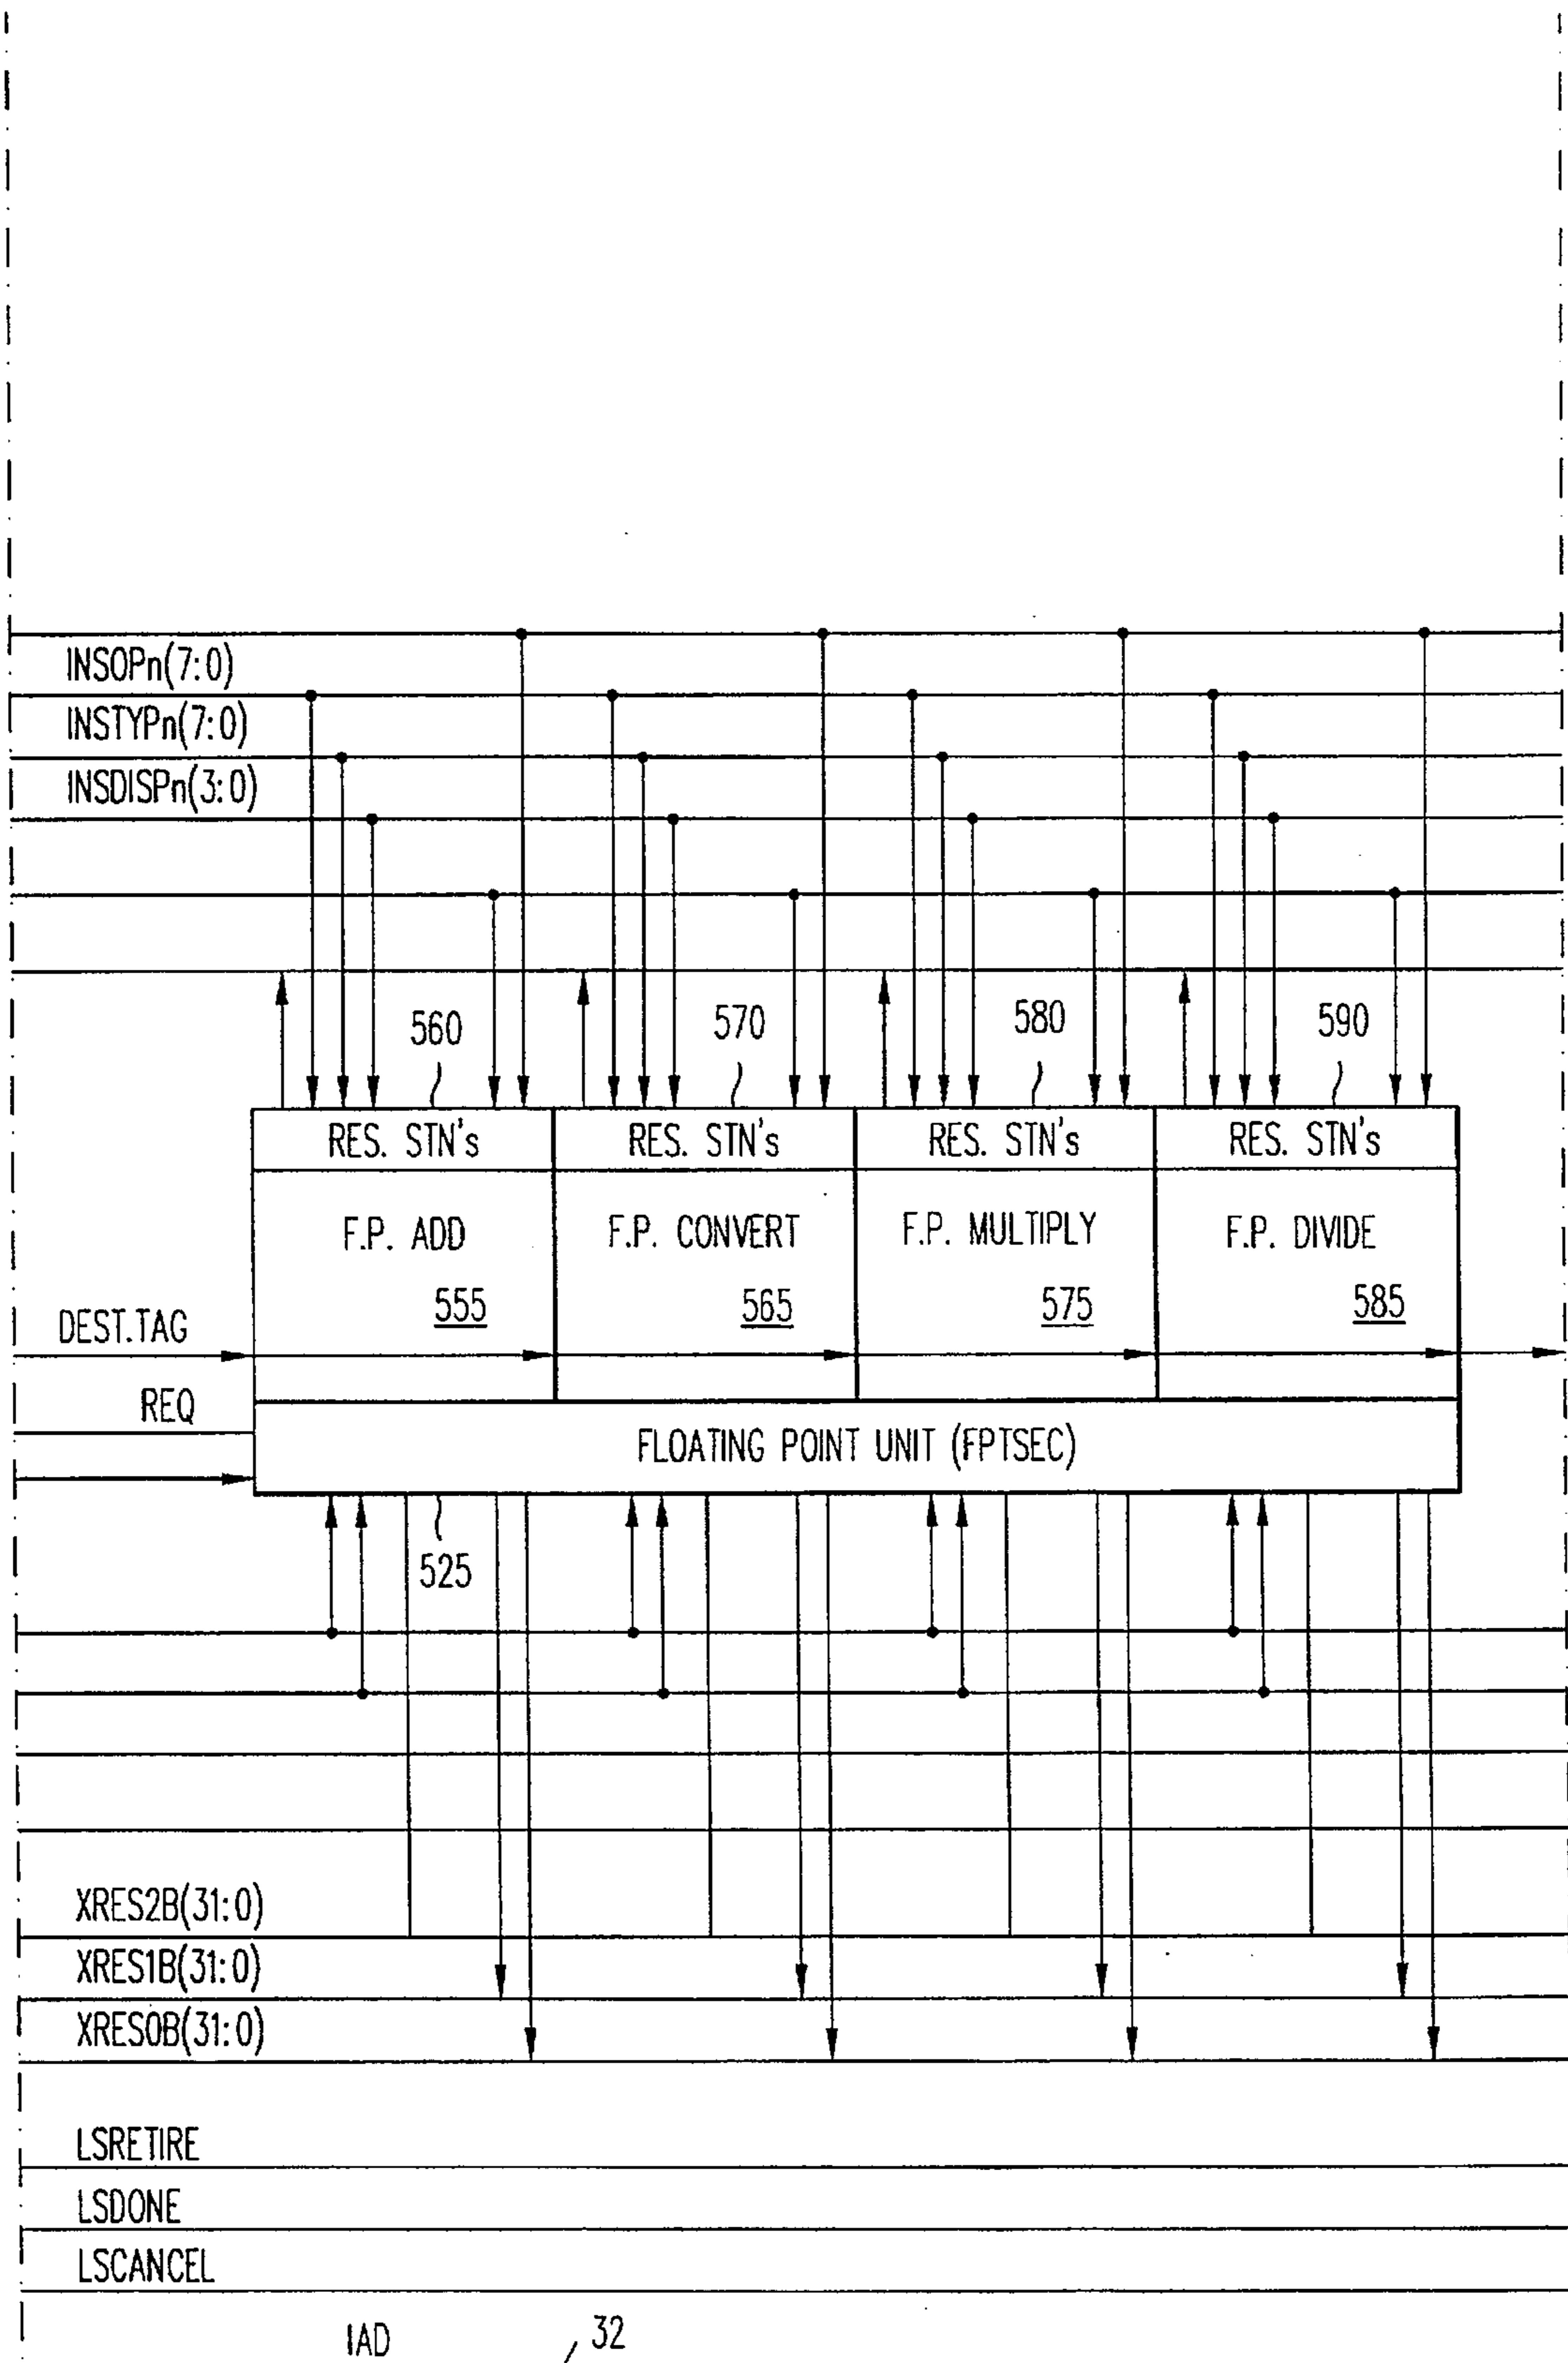 INSOPn(7:0)
INSTYPn(7:0)
INSDISPn(3:0)
560 570 580 590
RES. STN's RES. STN's RES. STN's RES. STN's
F.P. ADD F.P. CONVERT F.P. MULTIPLY F.P. DIVIDE
555 565 575 585
DEST.TAG
REQ
FLOATING POINT UNIT (FPTSEC)
525
XRES2B(31:0)
XRES1B(31:0)
XRES0B(31:0)
LSRETIRE
LSDONE
LSCANCEL
IAD 32